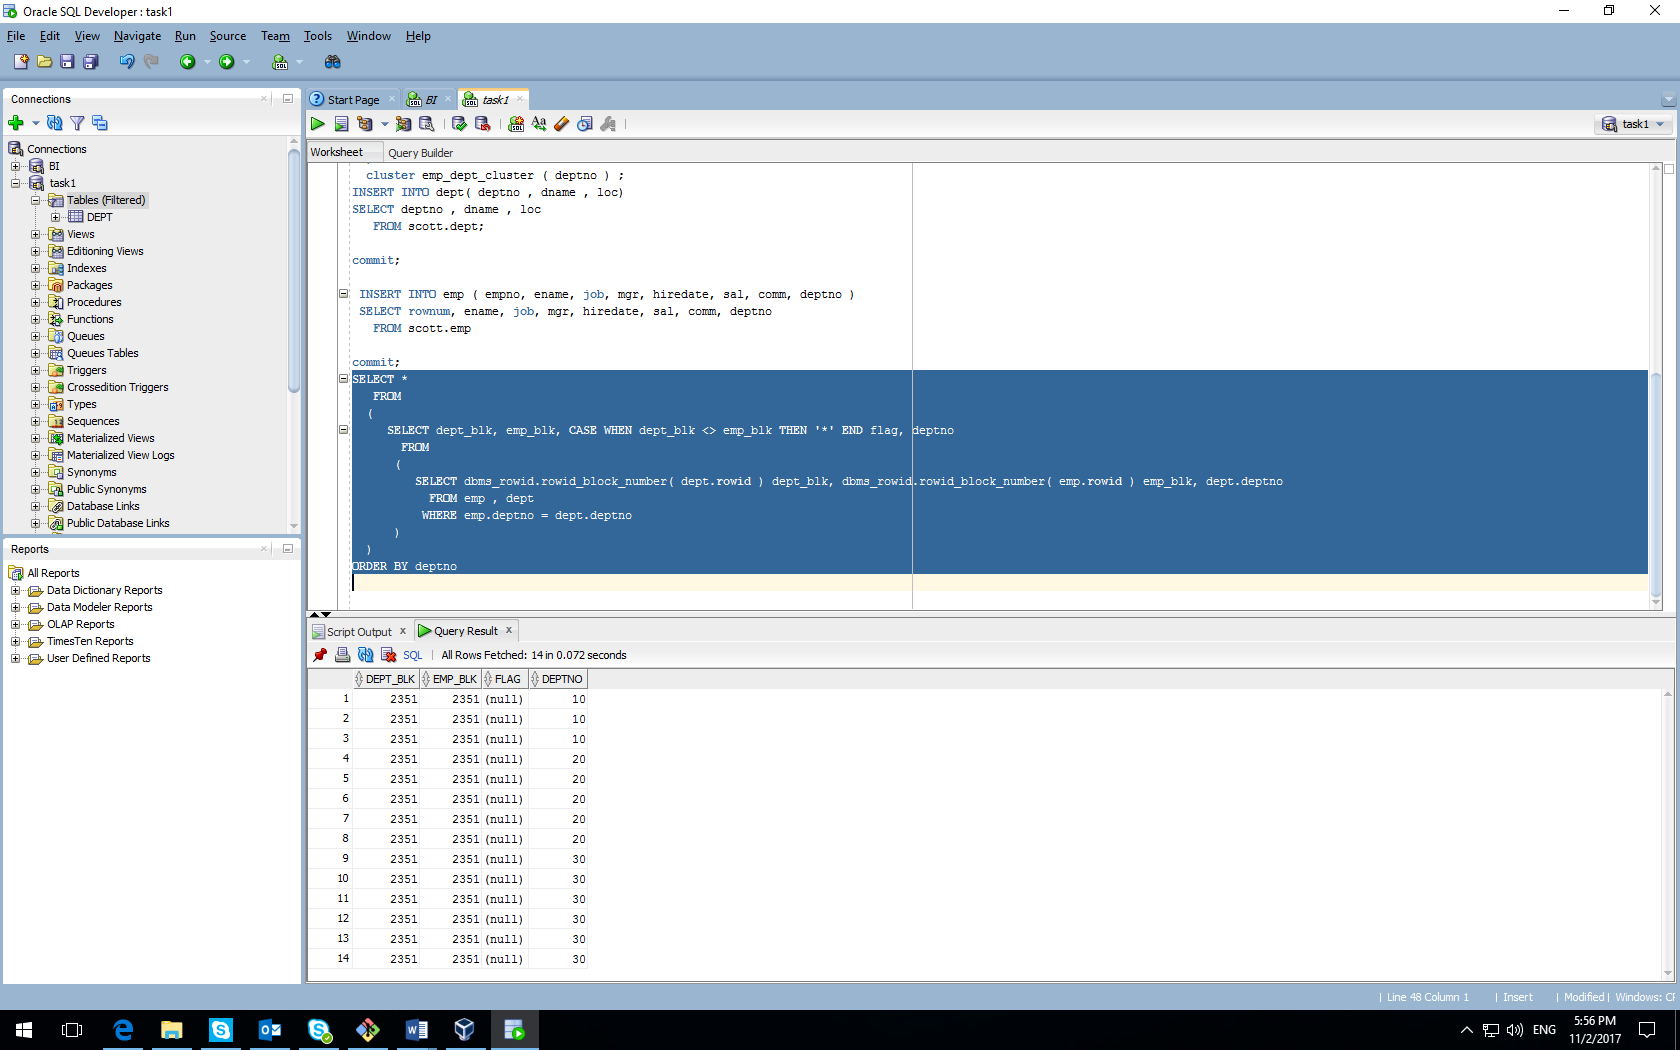 Oracle SQL Developer : task1
File Edit View Navigate Run Source Team Tools Window Help
Connections
Connections
BI
task1
Tables (Filtered)
DEPT
Views
Editioning Views
Indexes
Packages
Procedures
Functions
Queues
Queues Tables
Triggers
Crossedition Triggers
Types
Sequences
Materialized Views
Materialized View Logs
Synonyms
Public Synonyms
Database Links
Public Database Links
Reports
All Reports
Data Dictionary Reports
Data Modeler Reports
OLAP Reports
TimesTen Reports
User Defined Reports
Start Page BI task1
task1
Worksheet Query Builder
cluster emp_dept_cluster ( deptno ) ;
INSERT INTO dept( deptno , dname , loc)
SELECT deptno , dname , loc
FROM scott.dept;
commit;
INSERT INTO emp ( empno, ename, job, mgr, hiredate, sal, comm, deptno )
SELECT rownum, ename, job, mgr, hiredate, sal, comm, deptno
FROM scott.emp
commit;
SELECT *
FROM
(
SELECT dept_blk, emp_blk, CASE WHEN dept_blk <> emp_blk THEN '*' END flag, deptno
FROM
(
SELECT dbms_rowid.rowid_block_number( dept.rowid ) dept_blk, dbms_rowid.rowid_block_number( emp.rowid ) emp_blk, dept.deptno
FROM emp , dept
WHERE emp.deptno = dept.deptno
)
)
ORDER BY deptno
Script Output x Query Result x
SQL | All Rows Fetched: 14 in 0.072 seconds
DEPT_BLK EMP_BLK FLAG DEPTNO
1 2351 2351 (null) 10
2 2351 2351 (null) 10
3 2351 2351 (null) 10
4 2351 2351 (null) 20
5 2351 2351 (null) 20
6 2351 2351 (null) 20
7 2351 2351 (null) 20
8 2351 2351 (null) 20
9 2351 2351 (null) 30
10 2351 2351 (null) 30
11 2351 2351 (null) 30
12 2351 2351 (null) 30
13 2351 2351 (null) 30
14 2351 2351 (null) 30
| Line 48 Column 1 | Insert | Modified | Windows: CF
ENG
5:56 PM
11/2/2017